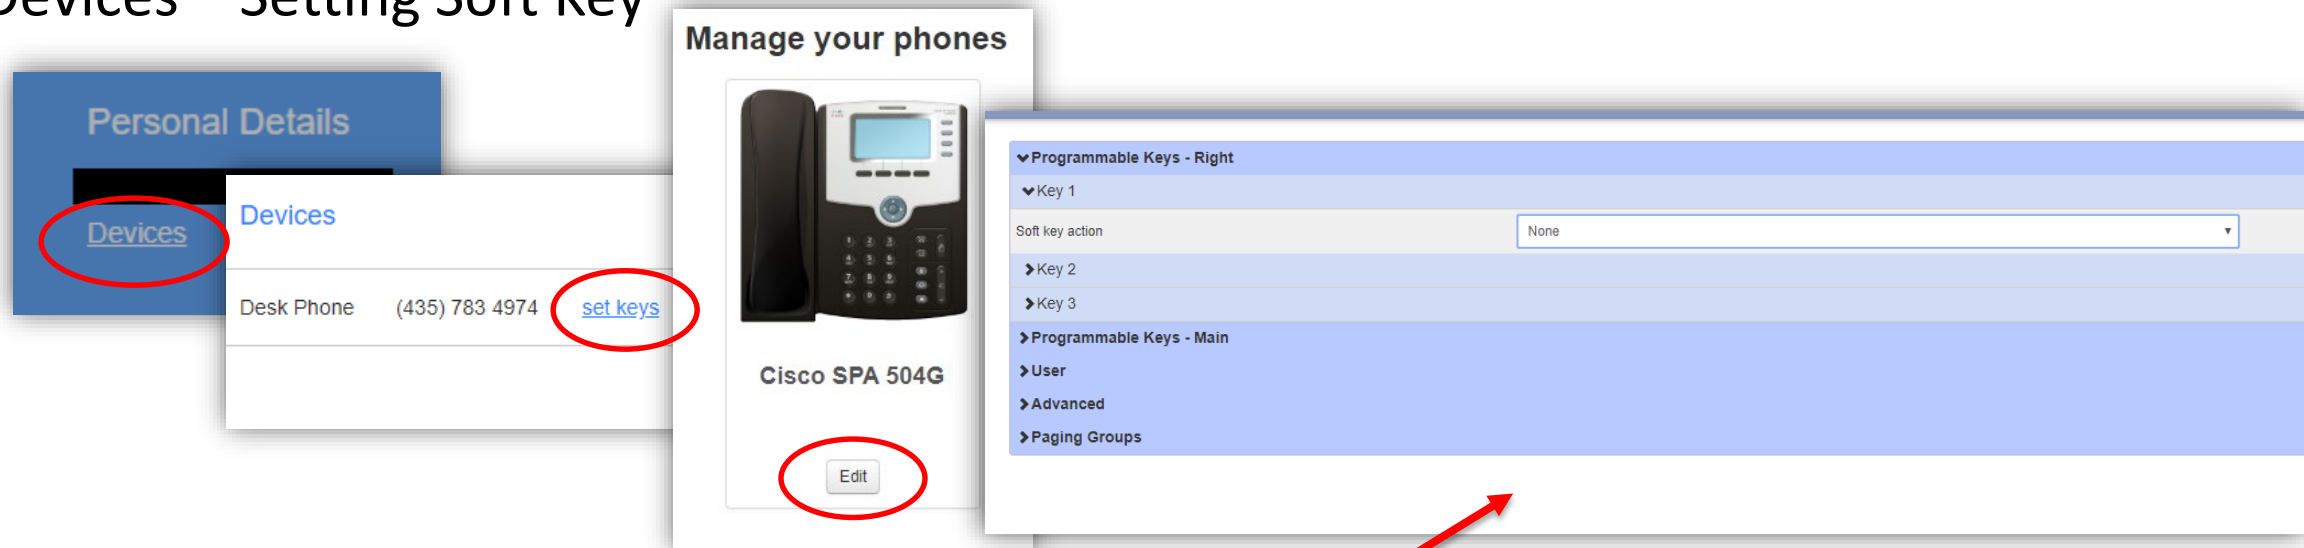 Devices – Setting Soft Key
Personal Details
Devices
Devices
Desk Phone (435) 783 4974 set keys
Manage your phones
Cisco SPA 504G
Edit
Programmable Keys - Right
Key 1
Soft key action None
Key 2
Key 3
Programmable Keys - Main
User
Advanced
Paging Groups